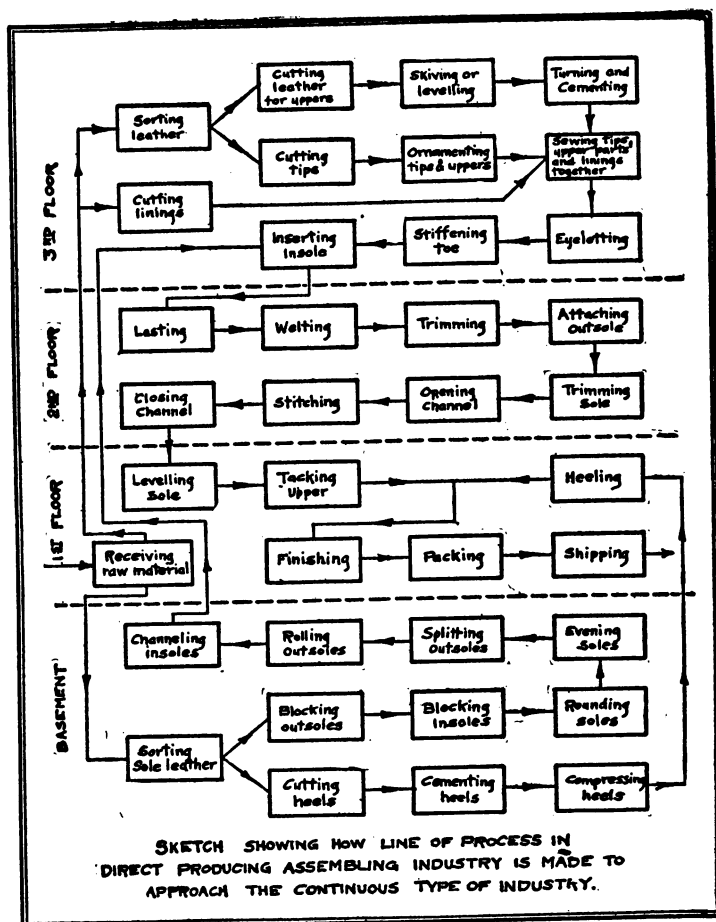 3RD FLOOR
Sorting
leather
Cutting
leather
for uppers
Skiving or
levelling
Turning and
Cementing
Cutting
tips
Ornamenting
tips & uppers
Sewing tips,
upper parts
and linings
together
Cutting
linings
Inserting
Insole
Stiffening
toe
Eyeletting
2ND FLOOR
Lasting
Welting
Trimming
Attaching
Outsole
Closing
Channel
Stitching
Opening
Channel
Trimming
Sole
1ST FLOOR
Levelling
Sole
Tacking
Upper
Heeling
Receiving
raw material
Finishing
Packing
Shipping
BASEMENT
Channeling
insoles
Rolling
Outsoles
Splitting
Outsoles
Evening
Soles
Blocking
outsoles
Blocking
Insoles
Rounding
soles
Sorting
Sole leather
Cutting
heels
Cementing
heels
Compressing
heels
SKETCH SHOWING HOW LINE OF PROCESS IN
DIRECT PRODUCING ASSEMBLING INDUSTRY IS MADE TO
APPROACH THE CONTINUOUS TYPE OF INDUSTRY.